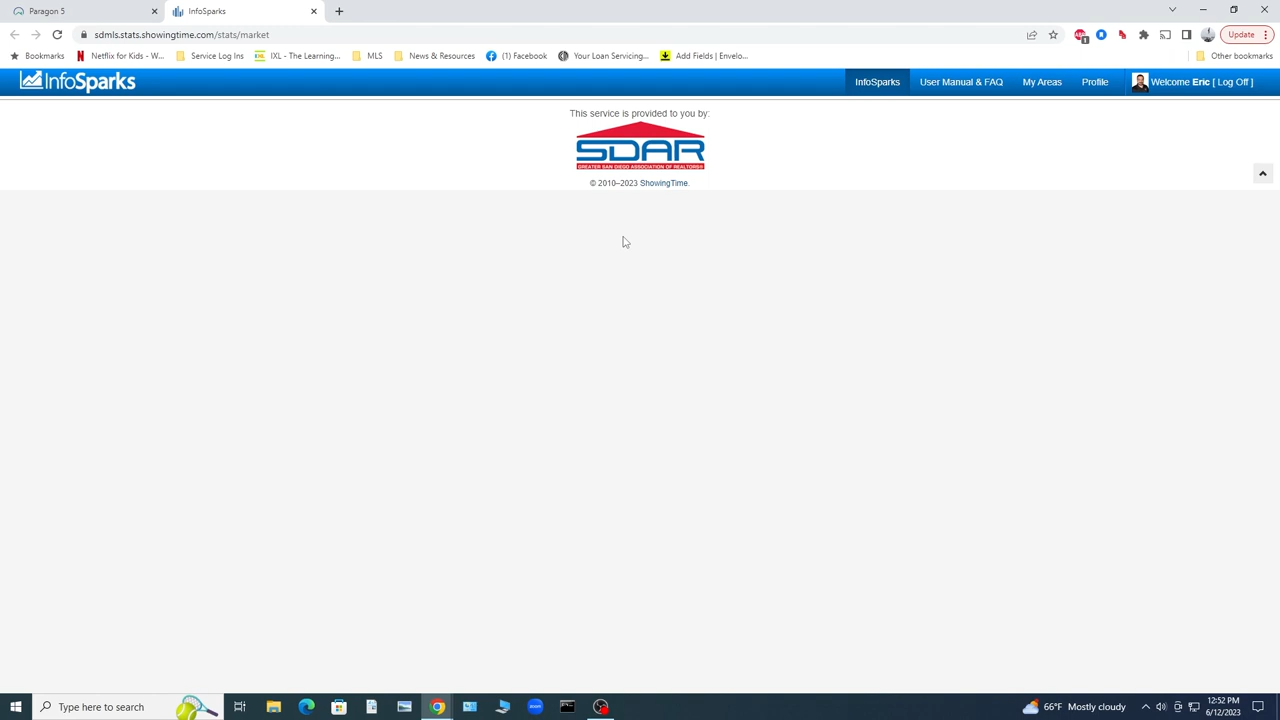 Paragon 5
InfoSparks
sdmls.stats.showingtime.com/stats/market
1
Update
Bookmarks
Netflix for Kids - W...
Service Log Ins
IXL - The Learning...
MLS
News & Resources
(1) Facebook
Your Loan Servicing...
Add Fields | Envelo...
Other bookmarks
InfoSparks
InfoSparks
User Manual & FAQ
My Areas
Profile
Welcome Eric [ Log Off ]
This service is provided to you by:
SDAR
GREATER SAN DIEGO ASSOCIATION OF REALTORS®
© 2010–2023 ShowingTime.
Type here to search
zoom
66°F Mostly cloudy
12:52 PM
6/12/2023